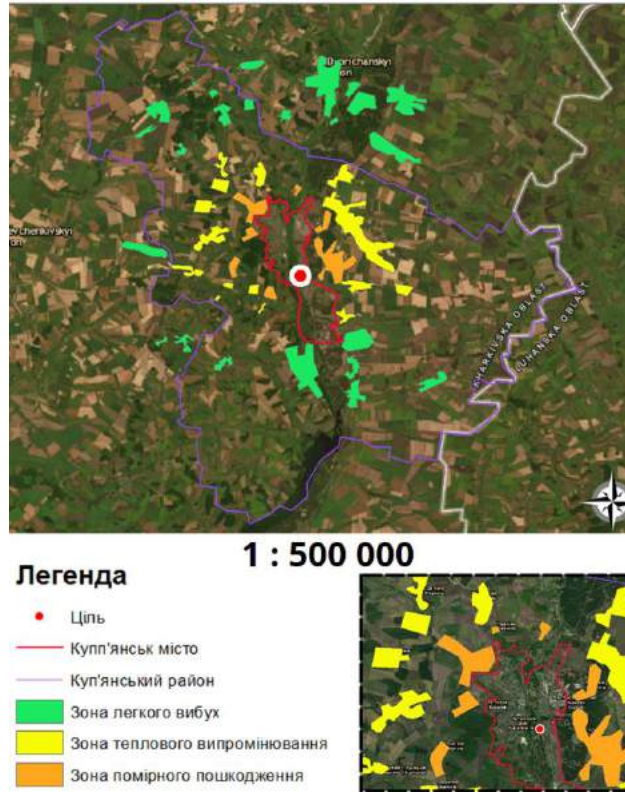 Dvorichanskyi
evchenkivskyi
KHARKIVSKA OBLAST
LUHANSKA OBLAST
1 : 500 000
Легенда
Ціль
Купп'янськ місто
Куп'янський район
Зона легкого вибух
Зона теплового випромінювання
Зона помірного пошкодження